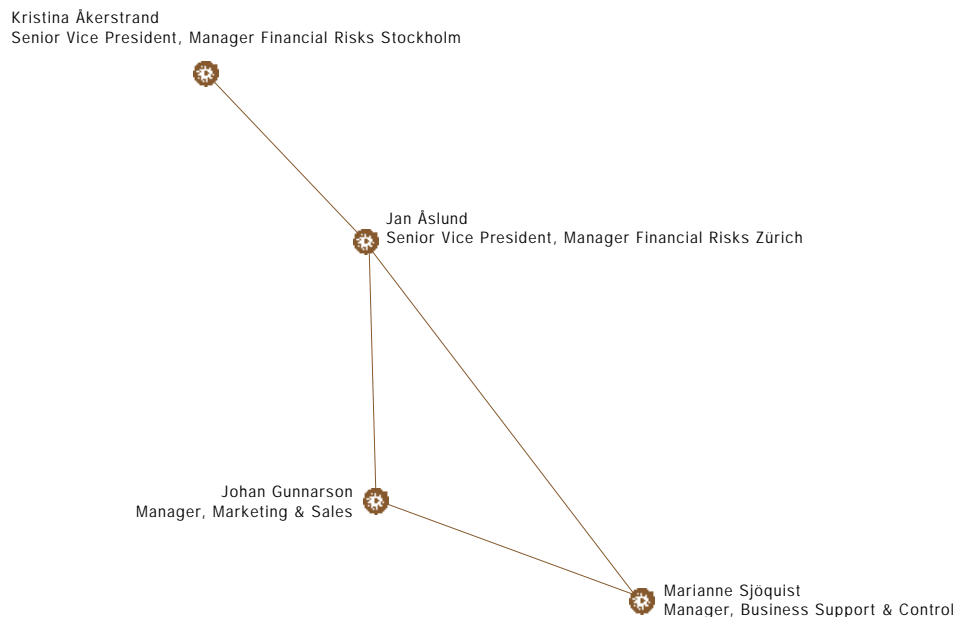 Kristina Åkerstrand
Senior Vice President, Manager Financial Risks Stockholm
Jan Åslund
Senior Vice President, Manager Financial Risks Zürich
Johan Gunnarson
Manager, Marketing & Sales
Marianne Sjöquist
Manager, Business Support & Control